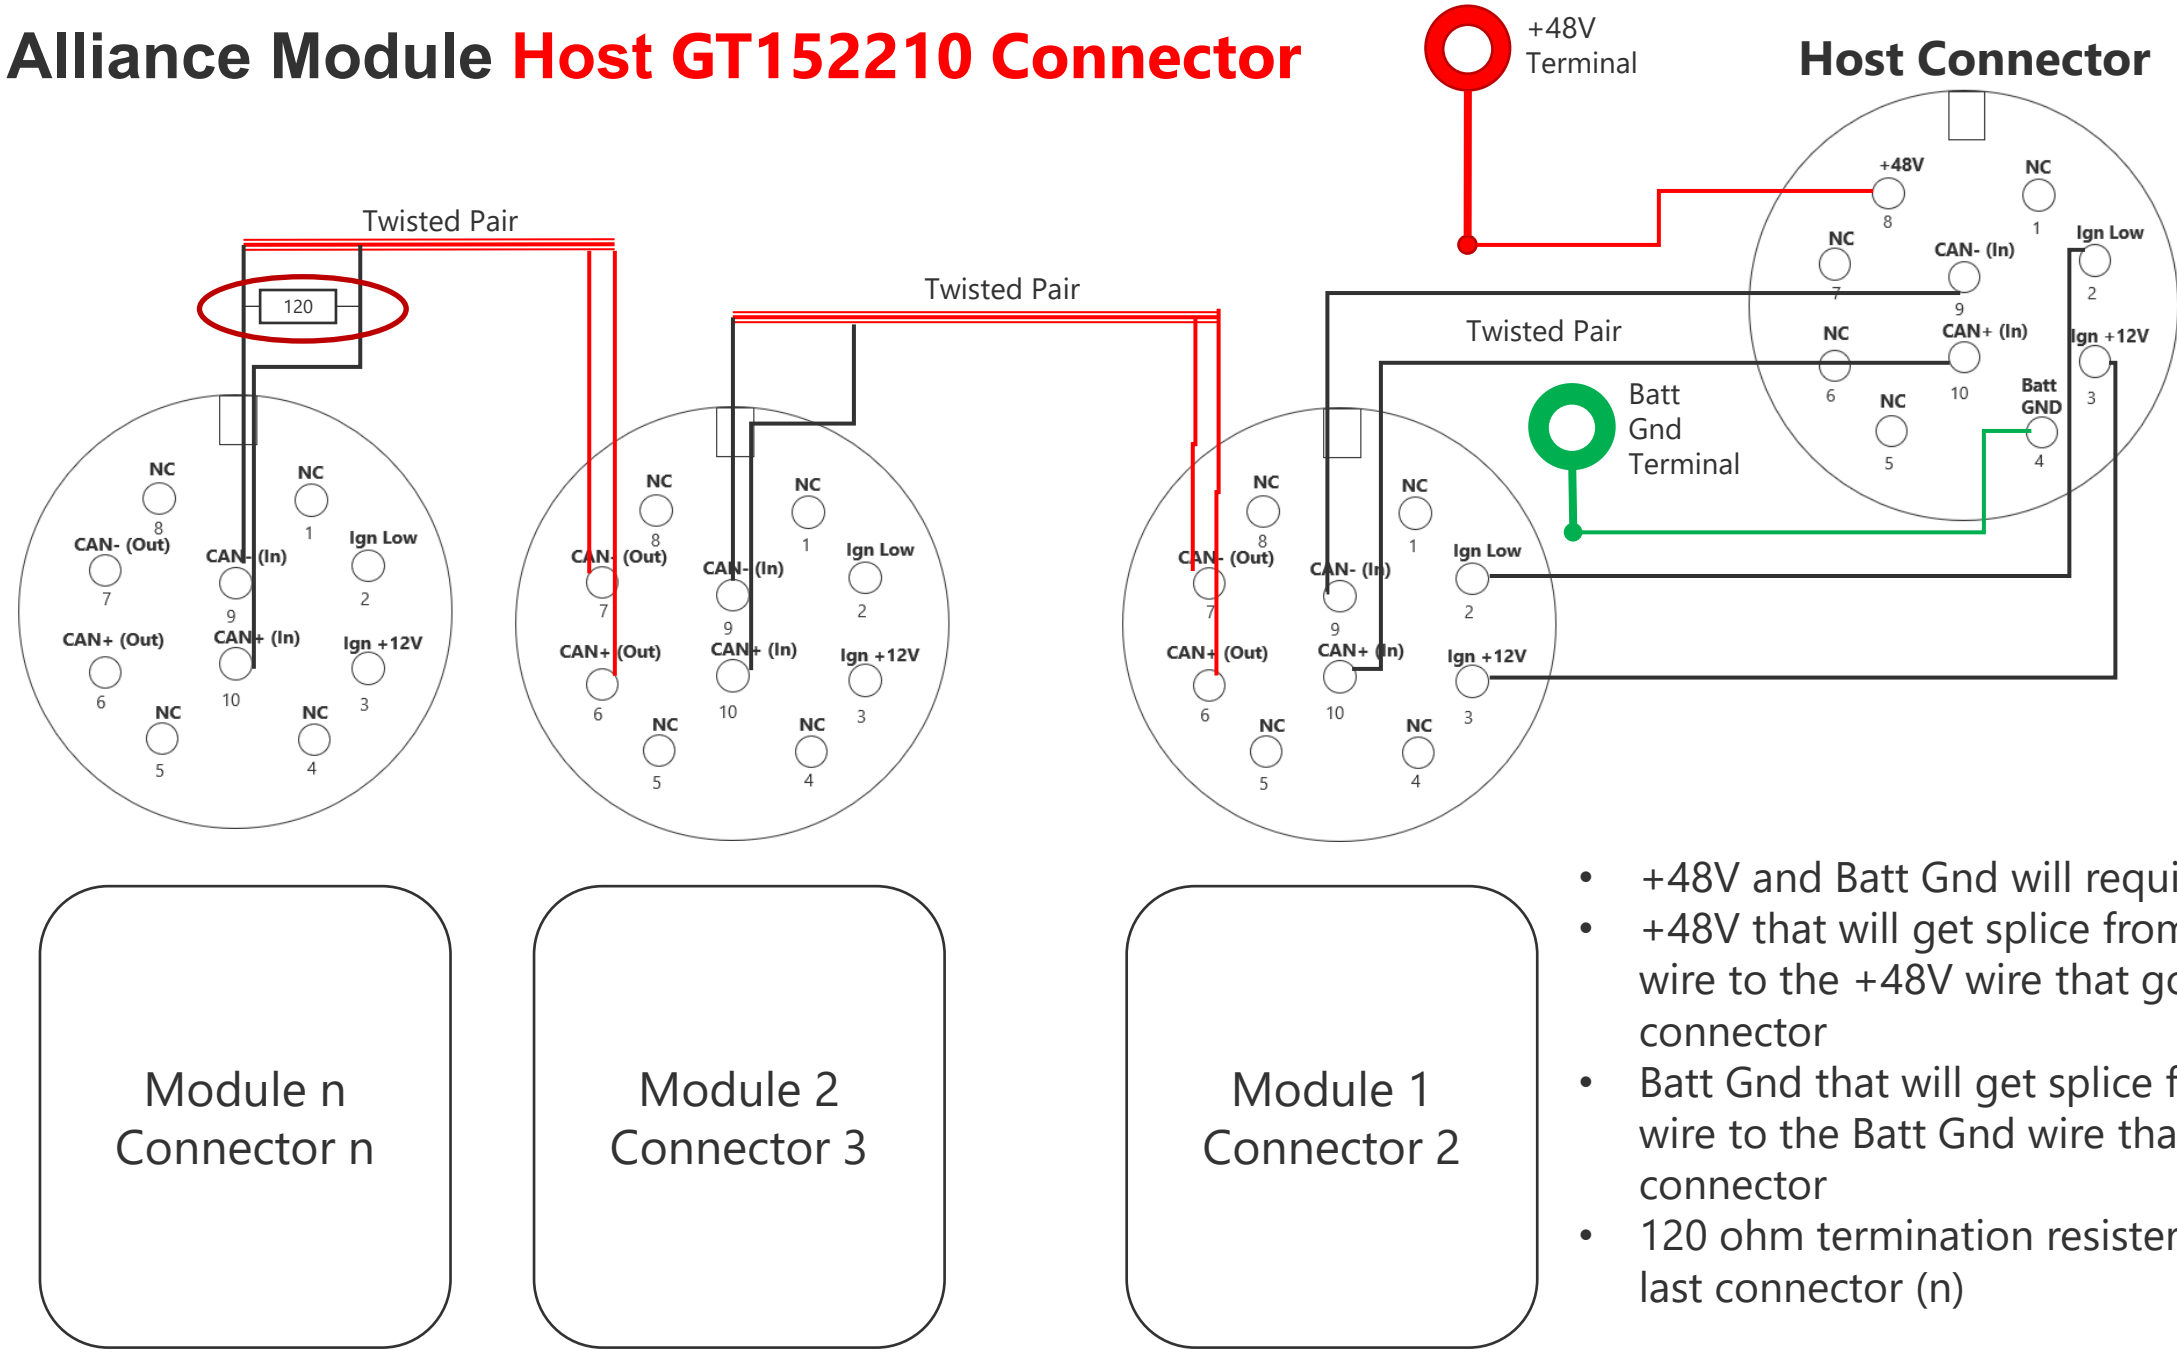 Alliance Module Host GT152210 Connector
+48V
Terminal
Host Connector
+48V
8
NC
1
Ign Low
2
NC
7
CAN- (In)
9
NC
6
CAN+ (In)
10
Ign +12V
3
NC
5
Batt
GND
4
Twisted Pair
Twisted Pair
Twisted Pair
120
Batt
Gnd
Terminal
NC
8
NC
1
CAN- (Out)
7
CAN- (In)
9
Ign Low
2
CAN+ (Out)
6
CAN+ (In)
10
Ign +12V
3
NC
5
NC
4
NC
8
NC
1
CAN- (Out)
7
CAN- (In)
9
Ign Low
2
CAN+ (Out)
6
CAN+ (In)
10
Ign +12V
3
NC
5
NC
4
NC
8
NC
1
CAN- (Out)
7
CAN- (In)
9
Ign Low
2
CAN+ (Out)
6
CAN+ (In)
10
Ign +12V
3
NC
5
NC
4
Module n
Connector n
Module 2
Connector 3
Module 1
Connector 2
• +48V and Batt Gnd will
• +48V that will get splice from
wire to the +48V wire that
connector
• Batt Gnd that will get splice
wire to the Batt Gnd wire
connector
• 120 ohm termination resister
last connector (n)